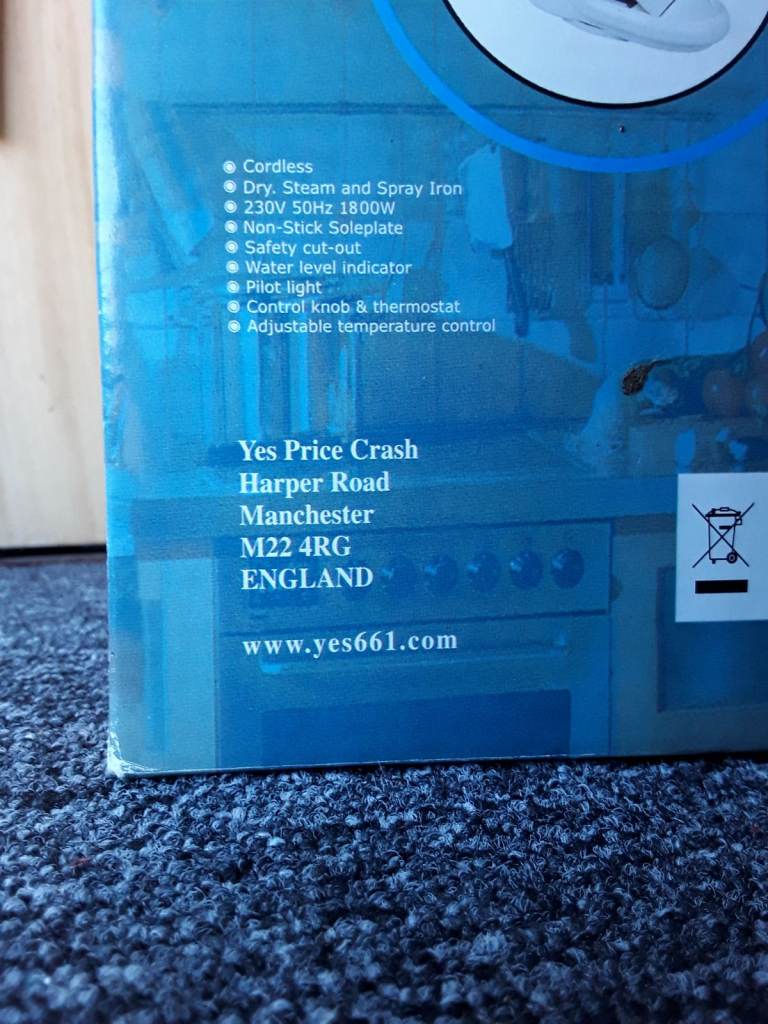 Cordless
Dry. Steam and Spray Iron
230V 50Hz 1800W
Non-Stick Soleplate
Safety cut-out
Water level indicator
Pilot light
Control knob & thermostat
Adjustable temperature control
Yes Price Crash
Harper Road
Manchester
M22 4RG
ENGLAND
www.yes661.com